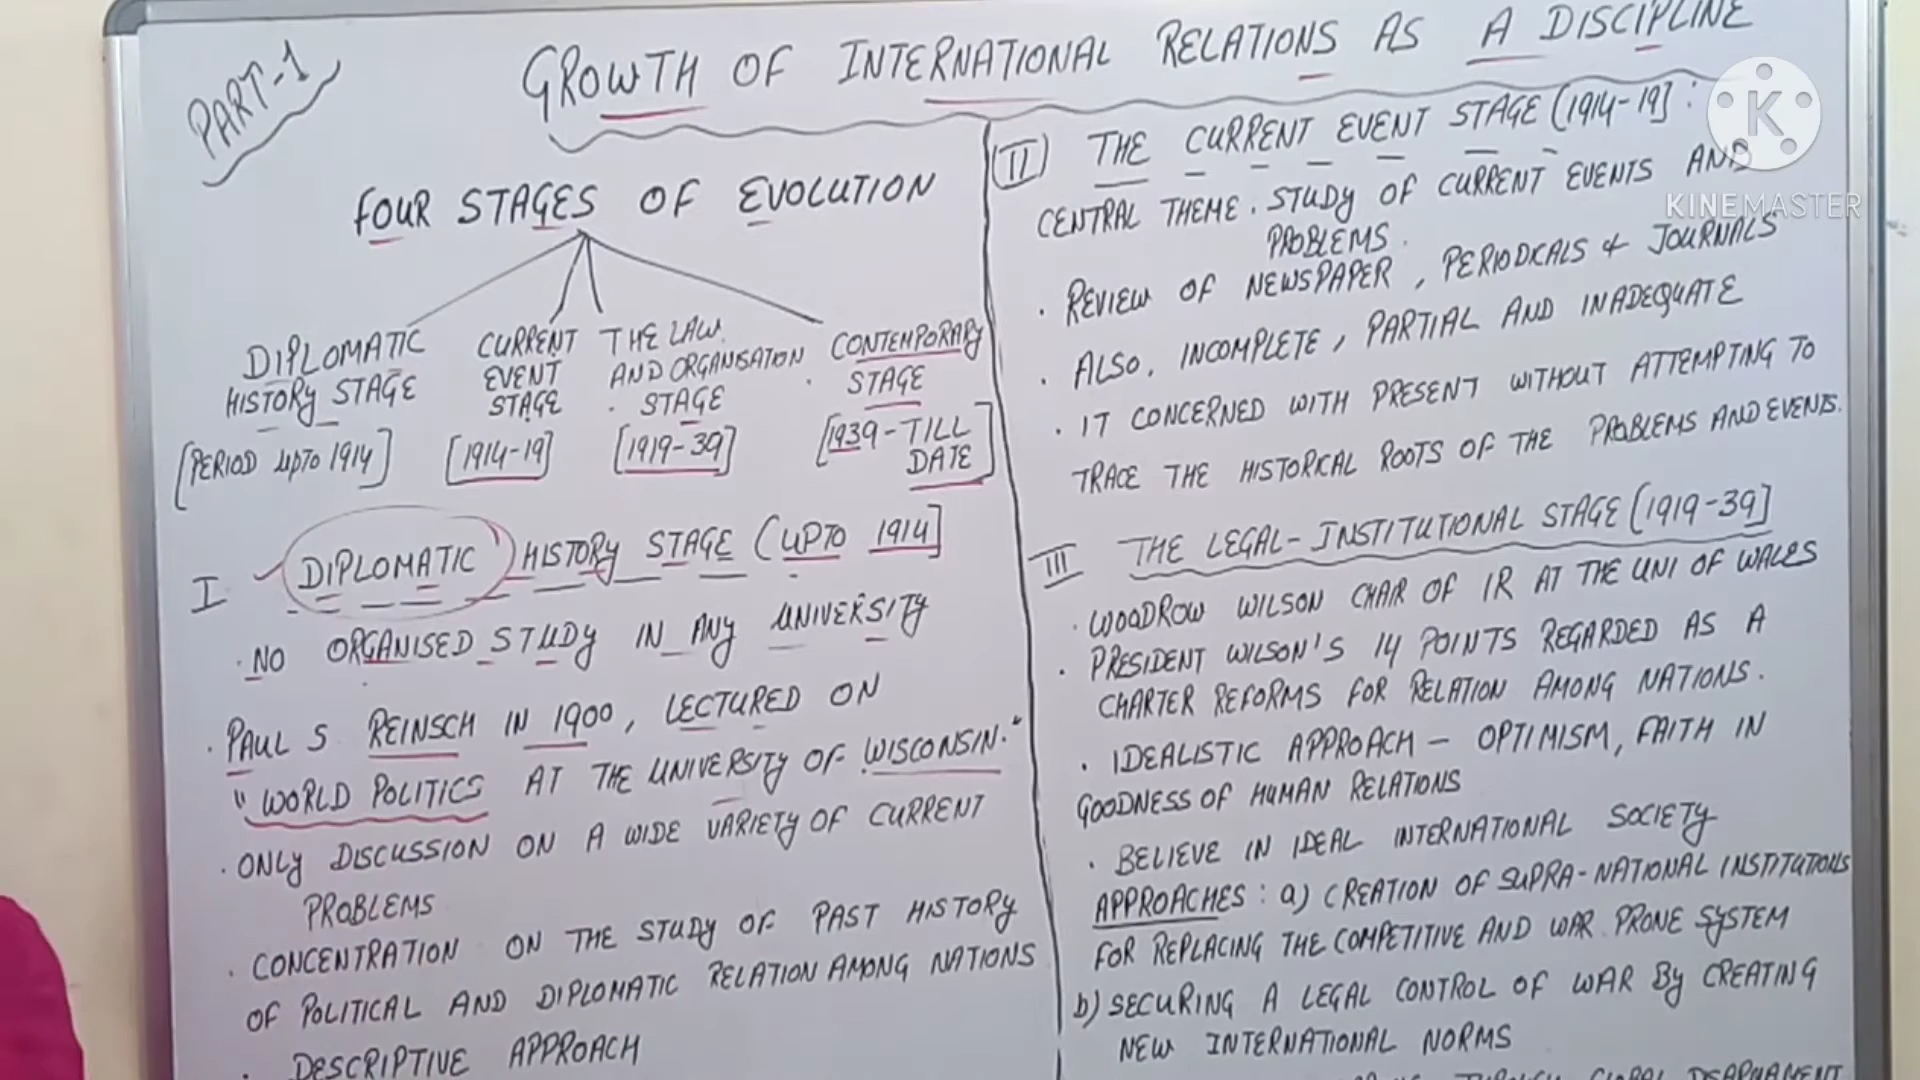 PART-1
GROWTH OF INTERNATIONAL RELATIONS AS A DISCIPLINE
FOUR STAGES OF EVOLUTION
DIPLOMATIC
HISTORY STAGE
[PERIOD UPTO 1914]
CURRENT
EVENT
STAGE
[1914-19]
THE LAW
AND ORGANISATION
STAGE
[1919-39]
CONTEMPORARY
STAGE
[1939-TILL
DATE]
I DIPLOMATIC HISTORY STAGE (UPTO 1914]
· NO ORGANISED STUDY IN ANY UNIVERSITY
· PAUL S REINSCH IN 1900, LECTURED ON
"WORLD POLITICS AT THE UNIVERSITY OF WISCONSIN."
· ONLY DISCUSSION ON A WIDE VARIETY OF CURRENT
PROBLEMS
· CONCENTRATION ON THE STUDY OF PAST HISTORY
OF POLITICAL AND DIPLOMATIC RELATION AMONG NATIONS
· DESCRIPTIVE APPROACH
II) THE CURRENT EVENT STAGE (1914-19] :
CENTRAL THEME. STUDY OF CURRENT EVENTS AND
PROBLEMS.
· REVIEW OF NEWSPAPER, PERIODICALS & JOURNALS
· ALSO, INCOMPLETE, PARTIAL AND INADEQUATE
· IT CONCERNED WITH PRESENT WITHOUT ATTEMPTING TO
TRACE THE HISTORICAL ROOTS OF THE PROBLEMS AND EVENTS.
III THE LEGAL-INSTITUTIONAL STAGE (1919-39]
· WOODROW WILSON CHAIR OF IR AT THE UNI OF WALES
· PRESIDENT WILSON'S 14 POINTS REGARDED AS A
CHARTER REFORMS FOR RELATION AMONG NATIONS.
· IDEALISTIC APPROACH - OPTIMISM, FAITH IN
GOODNESS OF HUMAN RELATIONS
· BELIEVE IN IDEAL INTERNATIONAL SOCIETY
APPROACHES: a) CREATION OF SUPRA-NATIONAL INSTITUTIONS
FOR REPLACING THE COMPETITIVE AND WAR PRONE SYSTEM
b) SECURING A LEGAL CONTROL OF WAR BY CREATING
NEW INTERNATIONAL NORMS
THROUGH GLOBAL DISARMAMENT
K
KINEMASTER